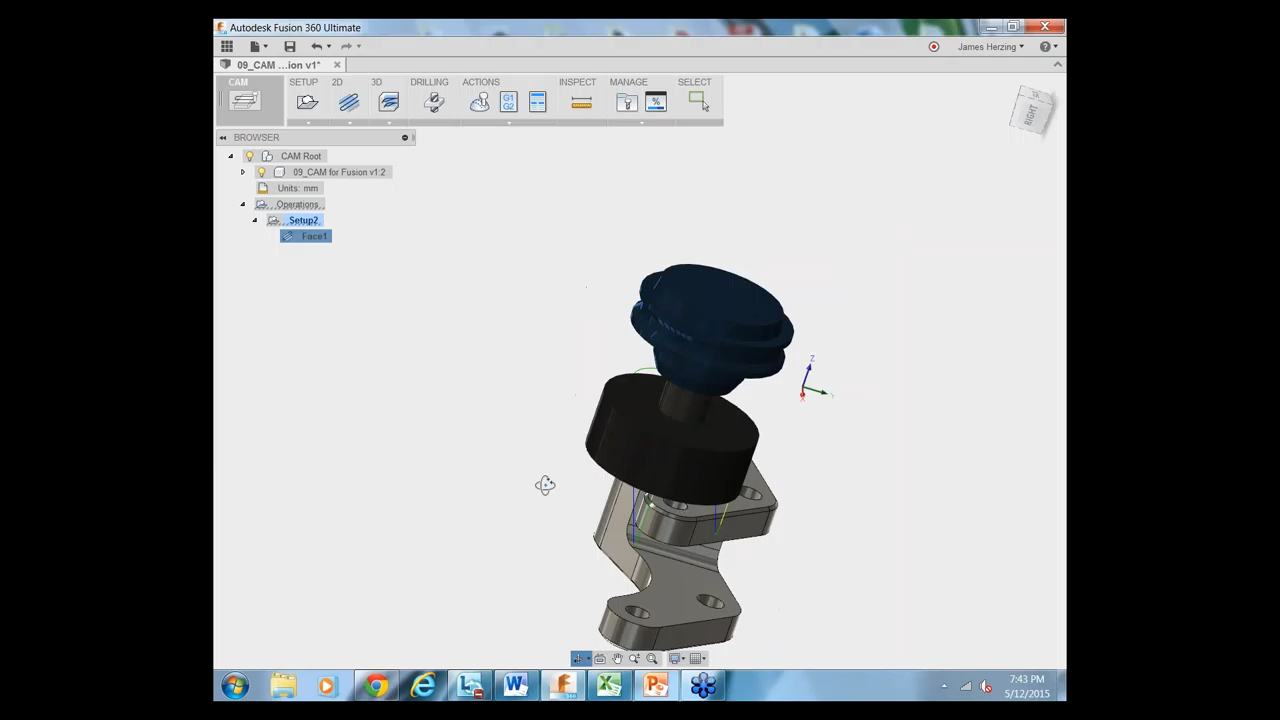 Autodesk Fusion 360 Ultimate
James Herzing
09_CAM ...ion v1*
CAM
SETUP 2D 3D DRILLING ACTIONS INSPECT MANAGE SELECT
G1
G2
%
BROWSER
CAM Root
09_CAM for Fusion v1:2
Units: mm
Operations
Setup2
Face1
RIGHT
Z
X
Y
7:43 PM
5/12/2015